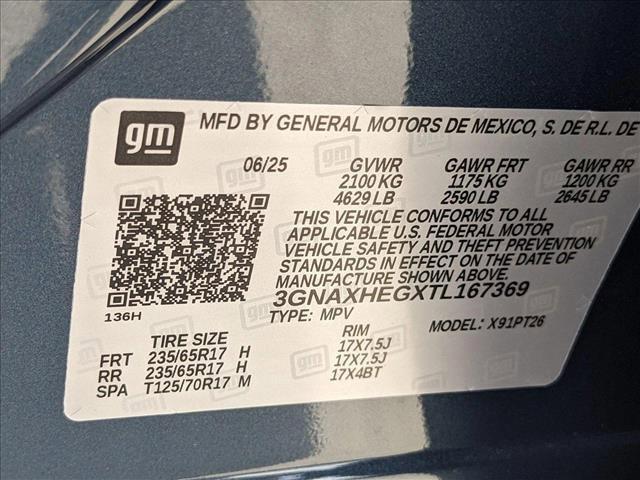 gm
MFD BY GENERAL MOTORS DE MEXICO, S. DE R.L. DE
06/25 GVWR GAWR FRT GAWR RR
2100 KG 1175 KG 1200 KG
4629 LB 2590 LB 2645 LB
THIS VEHICLE CONFORMS TO ALL
APPLICABLE U.S. FEDERAL MOTOR
VEHICLE SAFETY AND THEFT PREVENTION
STANDARDS IN EFFECT ON THE DATE OF
MANUFACTURE SHOWN ABOVE.
3GNAXHEGXTL167369
136H TYPE: MPV MODEL: X91PT26
TIRE SIZE RIM
FRT 235/65R17 H 17X7.5J
RR 235/65R17 H 17X7.5J
SPA T125/70R17 M 17X4BT